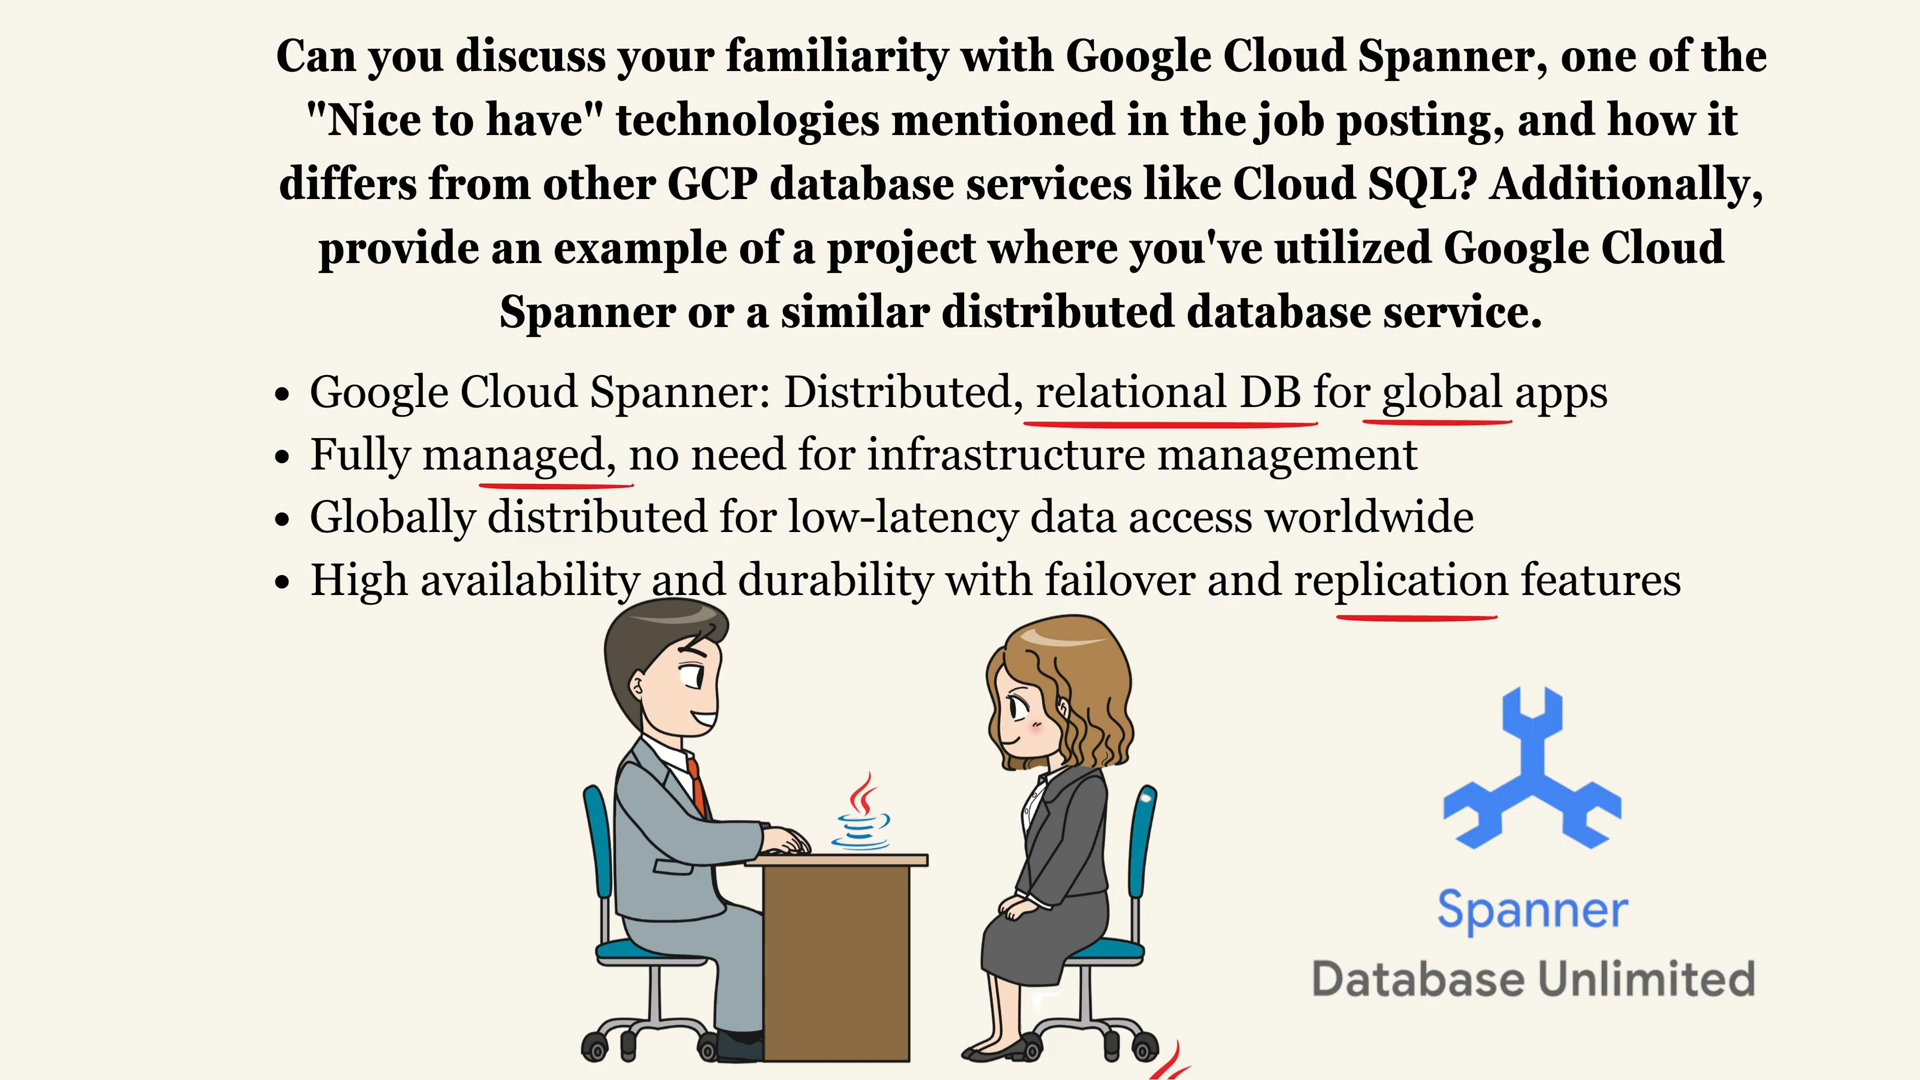 Can you discuss your familiarity with Google Cloud Spanner, one of the
"Nice to have" technologies mentioned in the job posting, and how it
differs from other GCP database services like Cloud SQL? Additionally,
provide an example of a project where you've utilized Google Cloud
Spanner or a similar distributed database service.
• Google Cloud Spanner: Distributed, relational DB for global apps
• Fully managed, no need for infrastructure management
• Globally distributed for low-latency data access worldwide
• High availability and durability with failover and replication features
Spanner
Database Unlimited